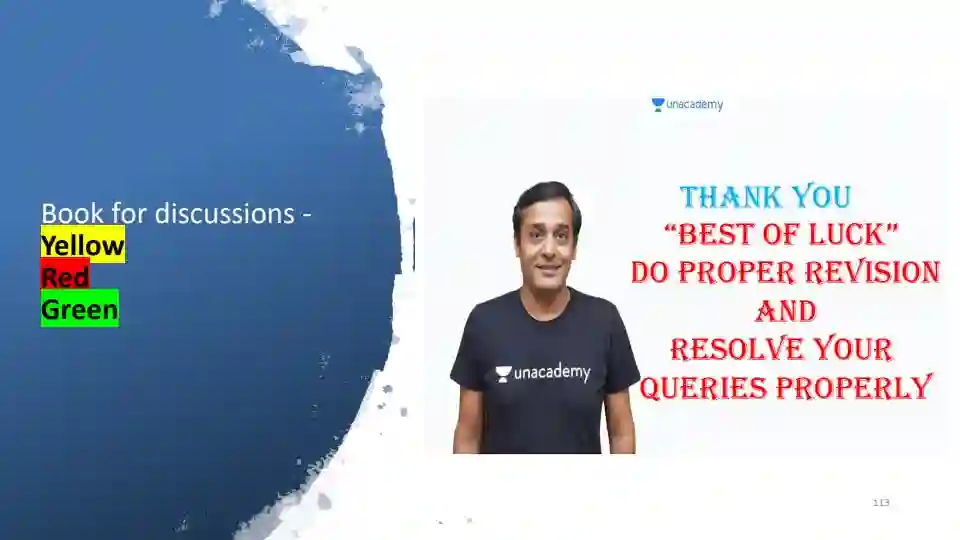 Book for discussions -
Yellow
Red
Green
unacademy
THANK YOU
“BEST OF LUCK”
DO PROPER REVISION
AND
RESOLVE YOUR
QUERIES PROPERLY
unacademy
113